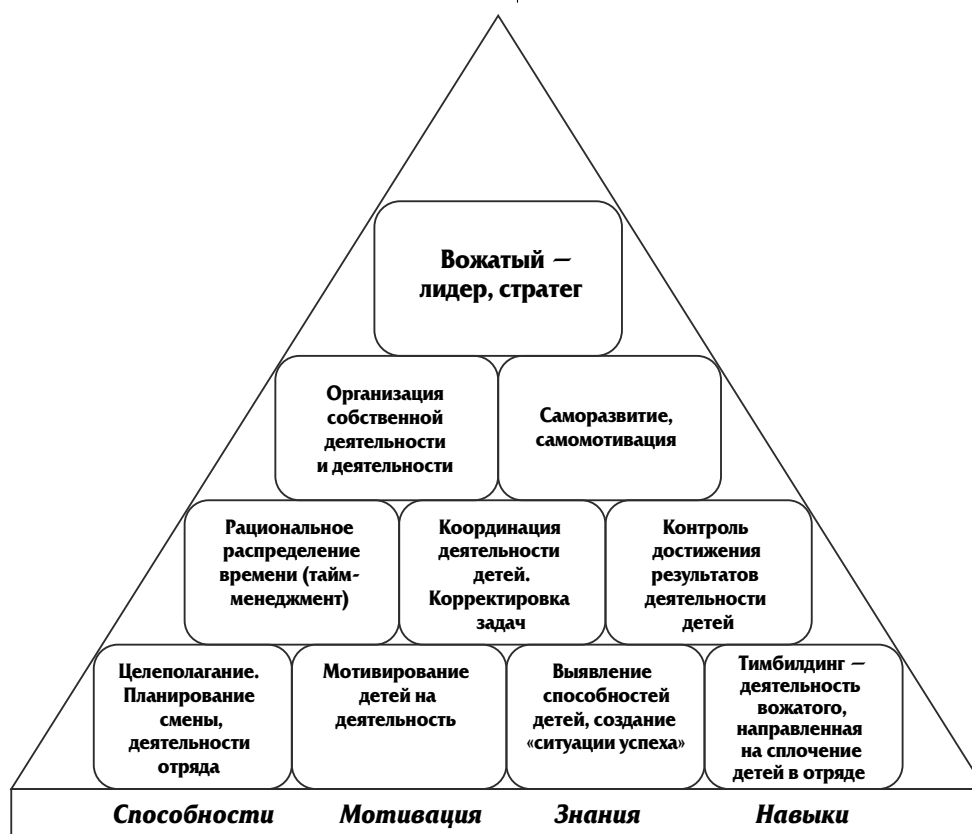 Вожатый —
лидер, стратег
Организация
собственной
деятельности
и деятельности
Саморазвитие,
самомотивация
Рациональное
распределение
времени (тайм-
менеджмент)
Координация
деятельности
детей.
Корректировка
задач
Контроль
достижения
результатов
деятельности
детей
Целеполагание.
Планирование
смены,
деятельности
отряда
Мотивирование
детей на
деятельность
Выявление
способностей
детей, создание
«ситуации успеха»
Тимбилдинг —
деятельность
вожатого,
направленная
на сплочение
детей в отряде
Способности Мотивация Знания Навыки